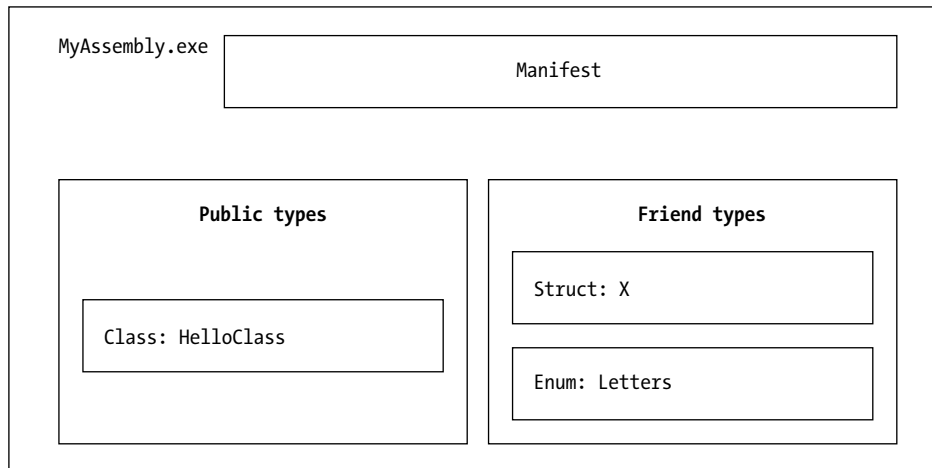 MyAssembly.exe
Manifest
Public types
Class: HelloClass
Friend types
Struct: X
Enum: Letters